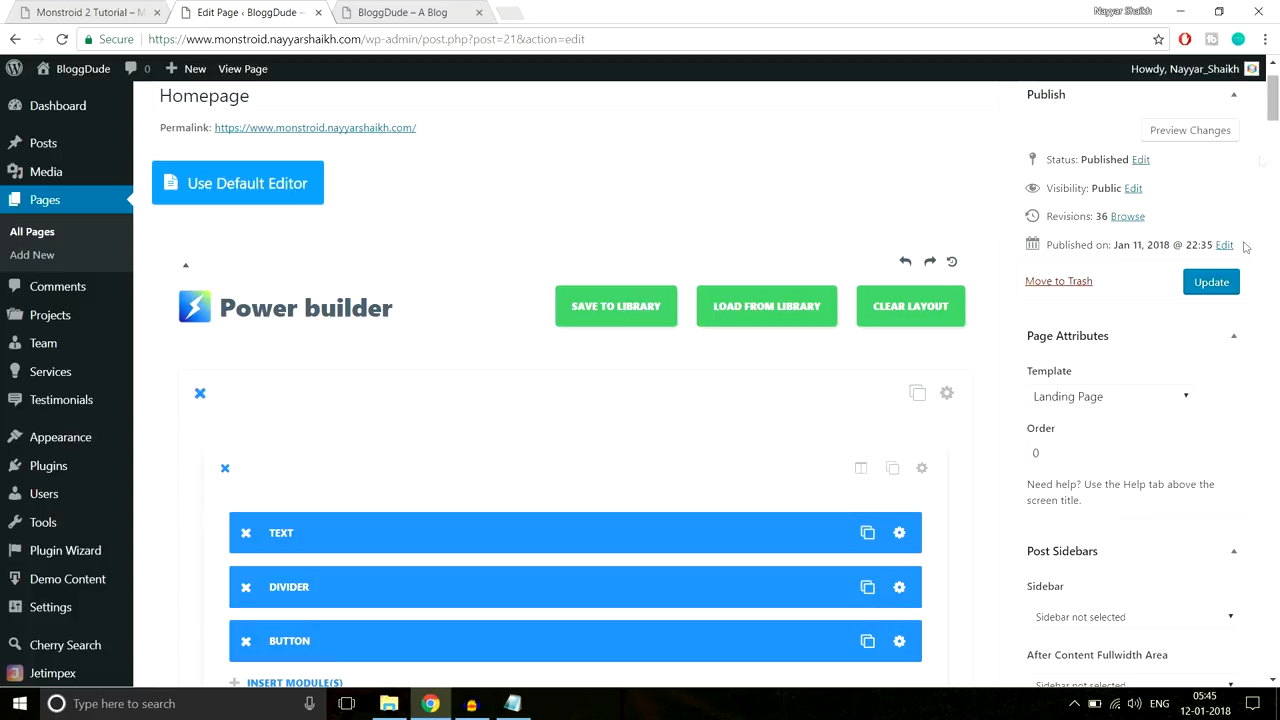 Monstroid 2 Tutorial – M
Edit Page ‹ BloggDude —
BloggDude – A Blog
Nayyar Shaikh
Secure
https://www.monstroid.nayyarshaikh.com/wp-admin/post.php?post=21&action=edit
BloggDude
0
New
View Page
Howdy, Nayyar_Shaikh
Dashboard
Posts
Media
Pages
All Pages
Add New
Comments
Projects
Team
Services
Testimonials
Appearance
Plugins
Users
Tools
Plugin Wizard
Demo Content
Settings
Cherry Search
Jetimpex
Homepage
Permalink: https://www.monstroid.nayyarshaikh.com/
Use Default Editor
Power builder
SAVE TO LIBRARY
LOAD FROM LIBRARY
CLEAR LAYOUT
TEXT
DIVIDER
BUTTON
INSERT MODULE(S)
Publish
Preview Changes
Status: Published Edit
Visibility: Public Edit
Revisions: 36 Browse
Published on: Jan 11, 2018 @ 22:35 Edit
Move to Trash
Update
Page Attributes
Template
Landing Page
Order
0
Need help? Use the Help tab above the
screen title.
Post Sidebars
Sidebar
Sidebar not selected
After Content Fullwidth Area
Sidebar not selected
Type here to search
ENG
05:45
12-01-2018